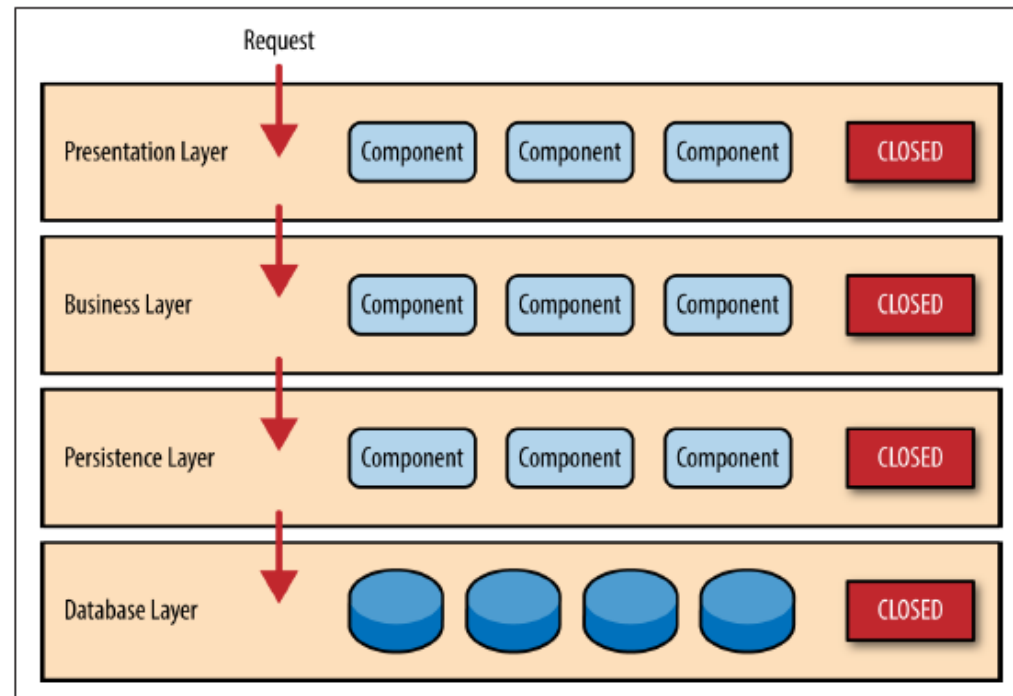 Request
Presentation Layer Component Component Component CLOSED
Business Layer Component Component Component CLOSED
Persistence Layer Component Component Component CLOSED
Database Layer CLOSED